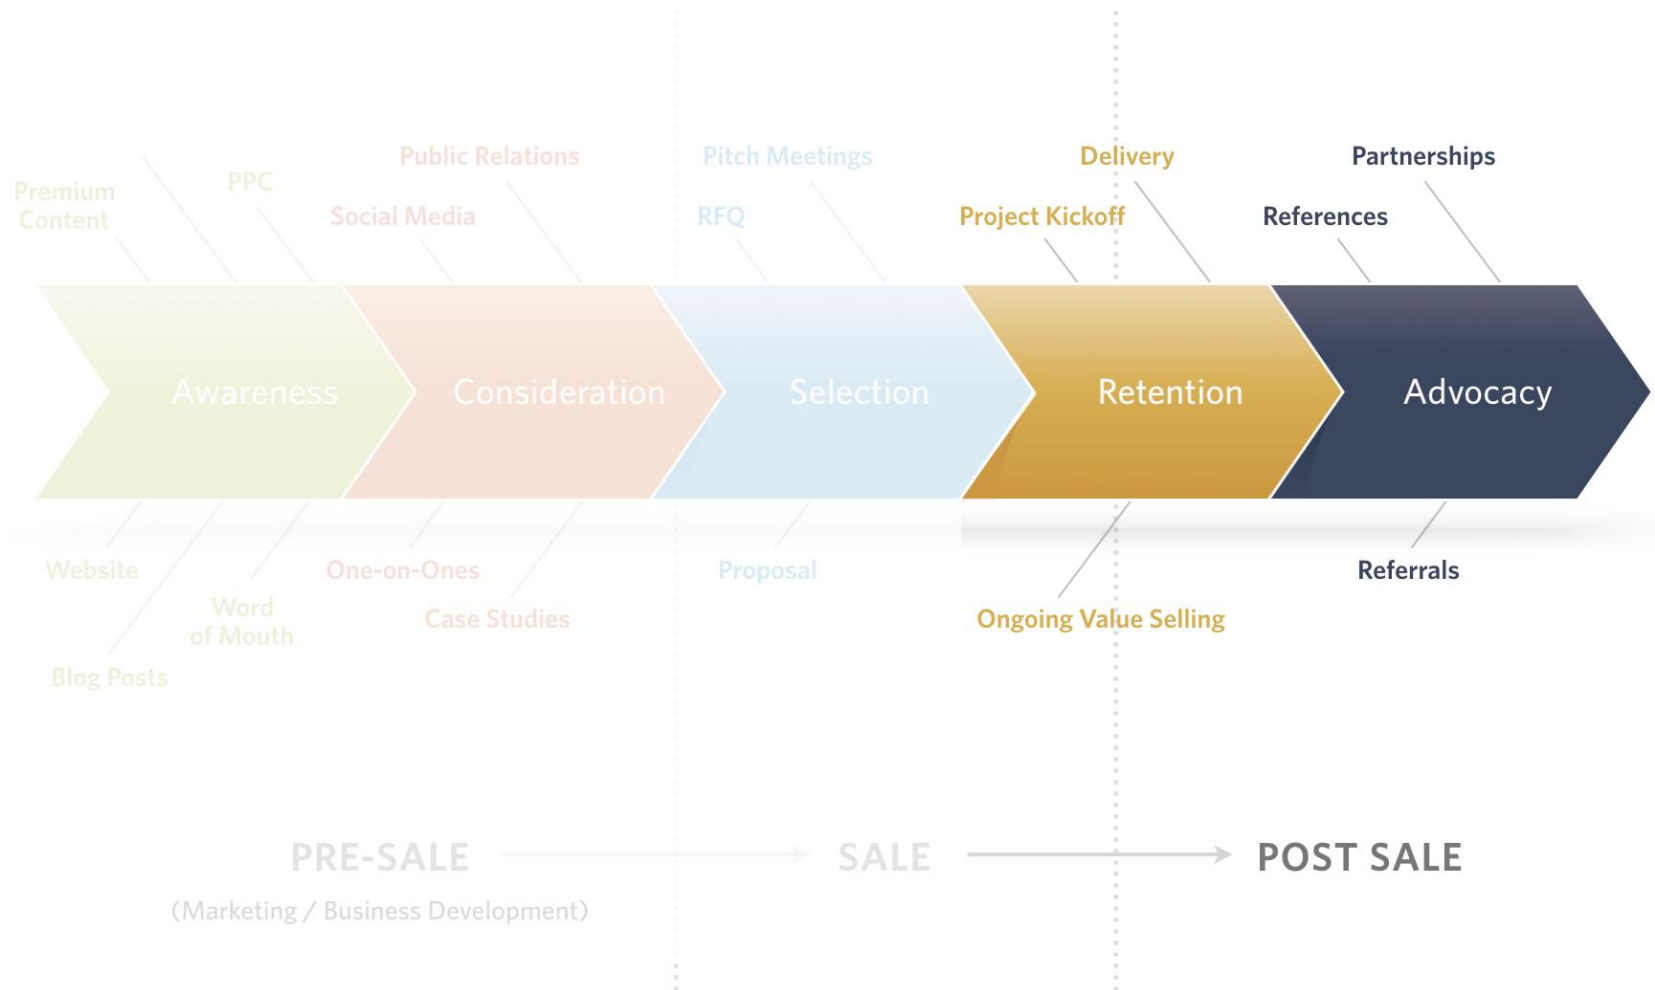 Public Relations
Pitch Meetings
Delivery
Partnerships
PPC
Premium
Content
Social Media
RFQ
Project Kickoff
References
Awareness
Consideration
Selection
Retention
Advocacy
Website
One-on-Ones
Proposal
Referrals
Word
of Mouth
Case Studies
Ongoing Value Selling
Blog Posts
PRE-SALE
SALE
POST SALE
(Marketing / Business Development)